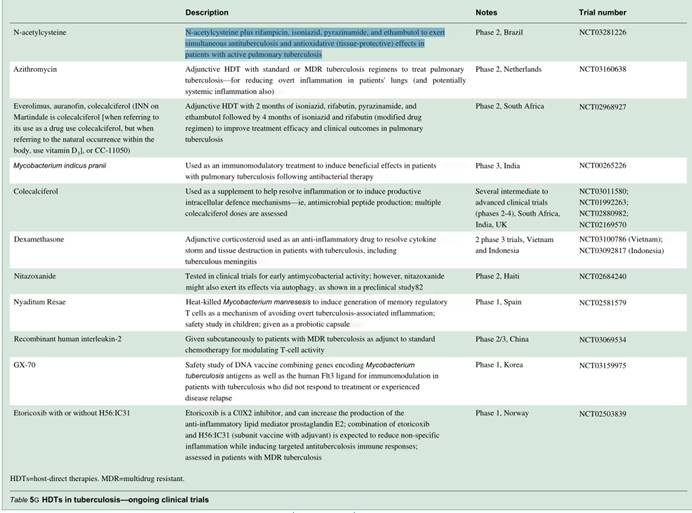 Description Notes Trial number
N-acetylcysteine N-acetylcysteine plus rifampicin, isoniazid, pyrazinamide, and ethambutol to exert Phase 2, Brazil NCT03281226
simultaneous antituberculosis and antioxidative (tissue-protective) effects in
patients with active pulmonary tuberculosis
Azithromycin Adjunctive HDT with standard or MDR tuberculosis regimens to treat pulmonary Phase 2, Netherlands NCT03160638
tuberculosis—for reducing overt inflammation in patients' lungs (and potentially
systemic inflammation also)
Everolimus, auranofin, colecalciferol (INN on Adjunctive HDT with 2 months of isoniazid, rifabutin, pyrazinamide, and Phase 2, South Africa NCT02968927
Martindale is colecalciferol [when referring to ethambutol followed by 4 months of isoniazid and rifabutin (modified drug
its use as a drug use colecalciferol, but when regimen) to improve treatment efficacy and clinical outcomes in pulmonary
referring to the natural occurrence within the tuberculosis
body, use vitamin D3], or CC-11050)
Mycobacterium indicus pranii Used as an immunomodulatory treatment to induce beneficial effects in patients Phase 3, India NCT00265226
with pulmonary tuberculosis following antibacterial therapy
Colecalciferol Used as a supplement to help resolve inflammation or to induce productive Several intermediate to NCT03011580;
intracellular defence mechanisms—ie, antimicrobial peptide production; multiple advanced clinical trials NCT01992263;
colecalciferol doses are assessed (phases 2-4), South Africa, NCT02880982;
India, UK NCT02169570
Dexamethasone Adjunctive corticosteroid used as an anti-inflammatory drug to resolve cytokine 2 phase 3 trials, Vietnam NCT03100786 (Vietnam);
storm and tissue destruction in patients with tuberculosis, including and Indonesia NCT03092817 (Indonesia)
tuberculous meningitis
Nitazoxanide Tested in clinical trials for early antimycobacterial activity; however, nitazoxanide Phase 2, Haiti NCT02684240
might also exert its effects via autophagy, as shown in a preclinical study82
Nyaditum Resae Heat-killed Mycobacterium manresesis to induce generation of memory regulatory Phase 1, Spain NCT02581579
T cells as a mechanism of avoiding overt tuberculosis-associated inflammation;
safety study in children; given as a probiotic capsule
Recombinant human interleukin-2 Given subcutaneously to patients with MDR tuberculosis as adjunct to standard Phase 2/3, China NCT03069534
chemotherapy for modulating T-cell activity
GX-70 Safety study of DNA vaccine combining genes encoding Mycobacterium Phase 1, Korea NCT03159975
tuberculosis antigens as well as the human Flt3 ligand for immunomodulation in
patients with tuberculosis who did not respond to treatment or experienced
disease relapse
Etoricoxib with or without H56:IC31 Etoricoxib is a C0X2 inhibitor, and can increase the production of the Phase 1, Norway NCT02503839
anti-inflammatory lipid mediator prostaglandin E2; combination of etoricoxib
and H56:IC31 (subunit vaccine with adjuvant) is expected to reduce non-specific
inflammation while inducing targeted antituberculosis immune responses;
assessed in patients with MDR tuberculosis
HDTs=host-direct therapies. MDR=multidrug resistant.
Table 5G HDTs in tuberculosis—ongoing clinical trials